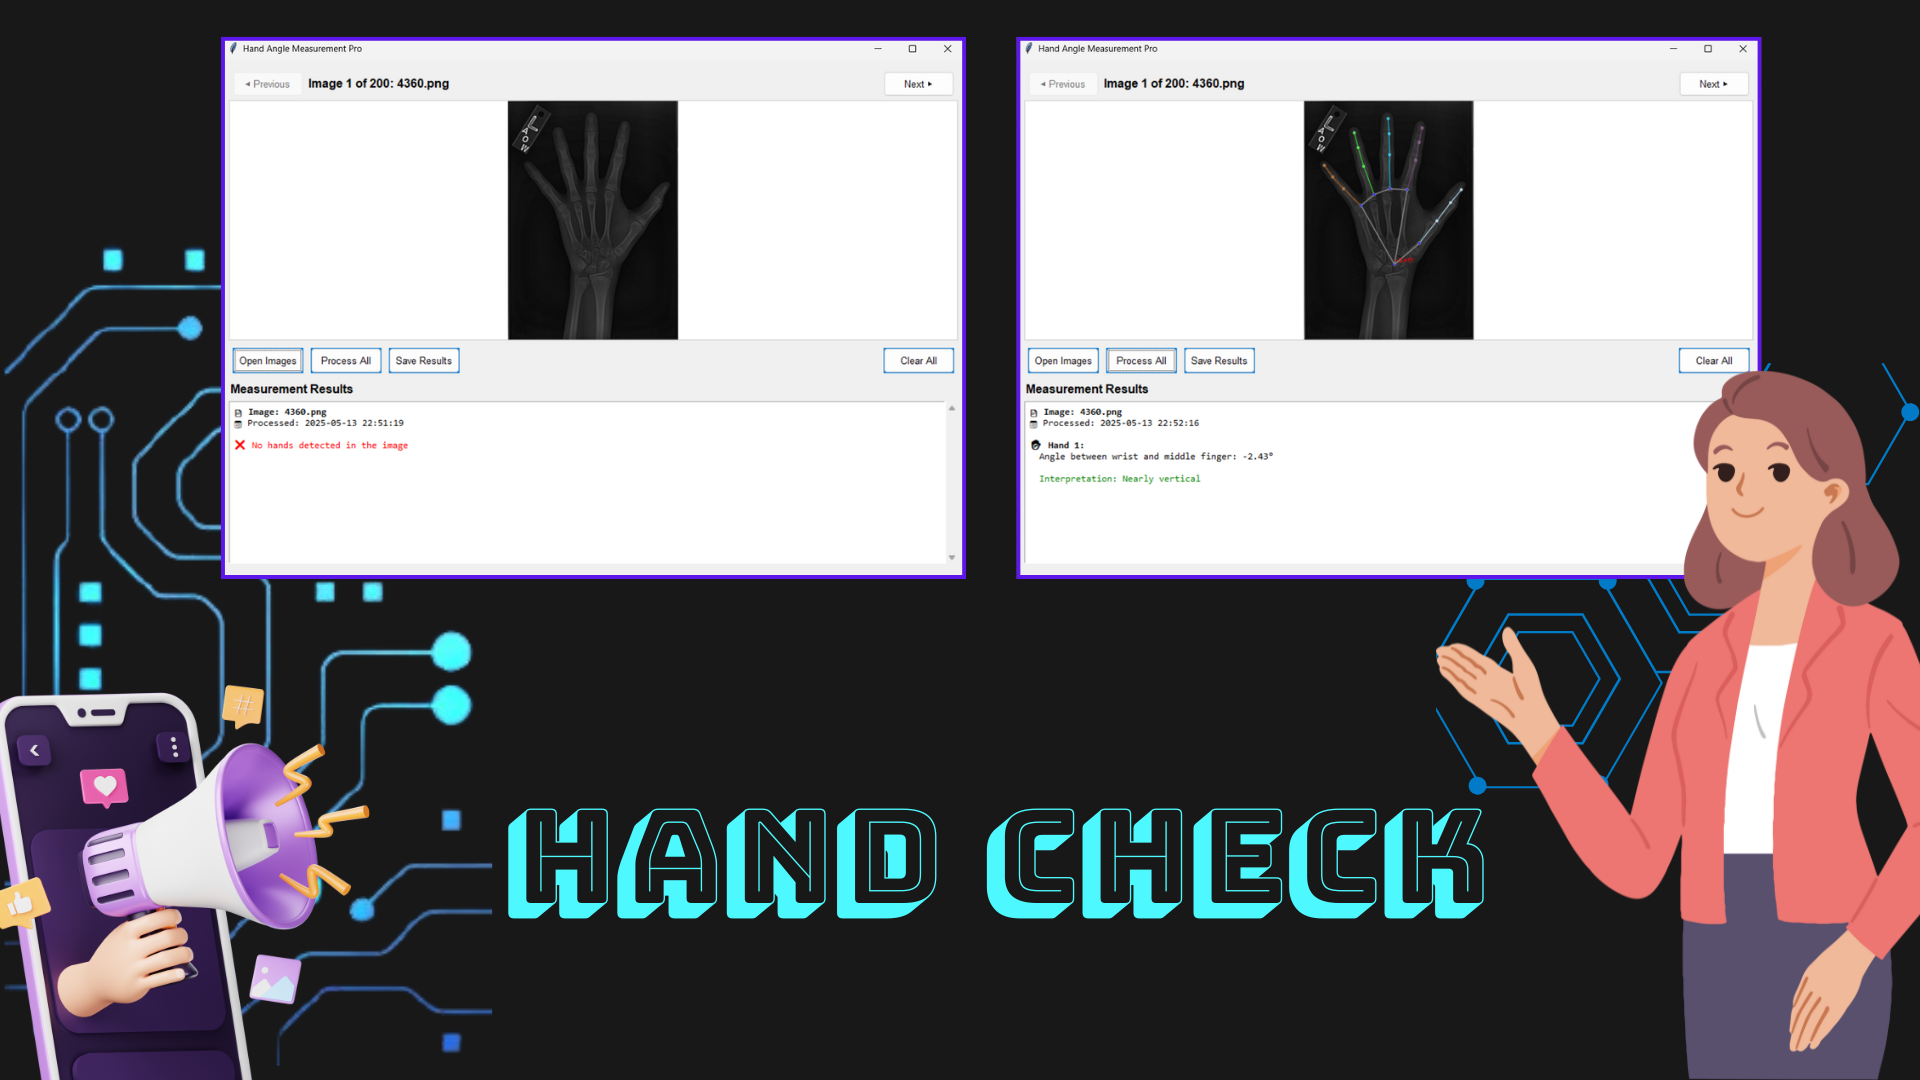 Hand Angle Measurement Pro
◂ Previous
Image 1 of 200: 4360.png
Next ▸
L
AOW
Open Images
Process All
Save Results
Clear All
Measurement Results
Image: 4360.png
Processed: 2025-05-13 22:51:19
No hands detected in the image
Hand Angle Measurement Pro
◂ Previous
Image 1 of 200: 4360.png
Next ▸
L
AOW
Open Images
Process All
Save Results
Clear All
Measurement Results
Image: 4360.png
Processed: 2025-05-13 22:52:16
Hand 1:
Angle between wrist and middle finger: -2.43°
Interpretation: Nearly vertical
#
HAND CHECK